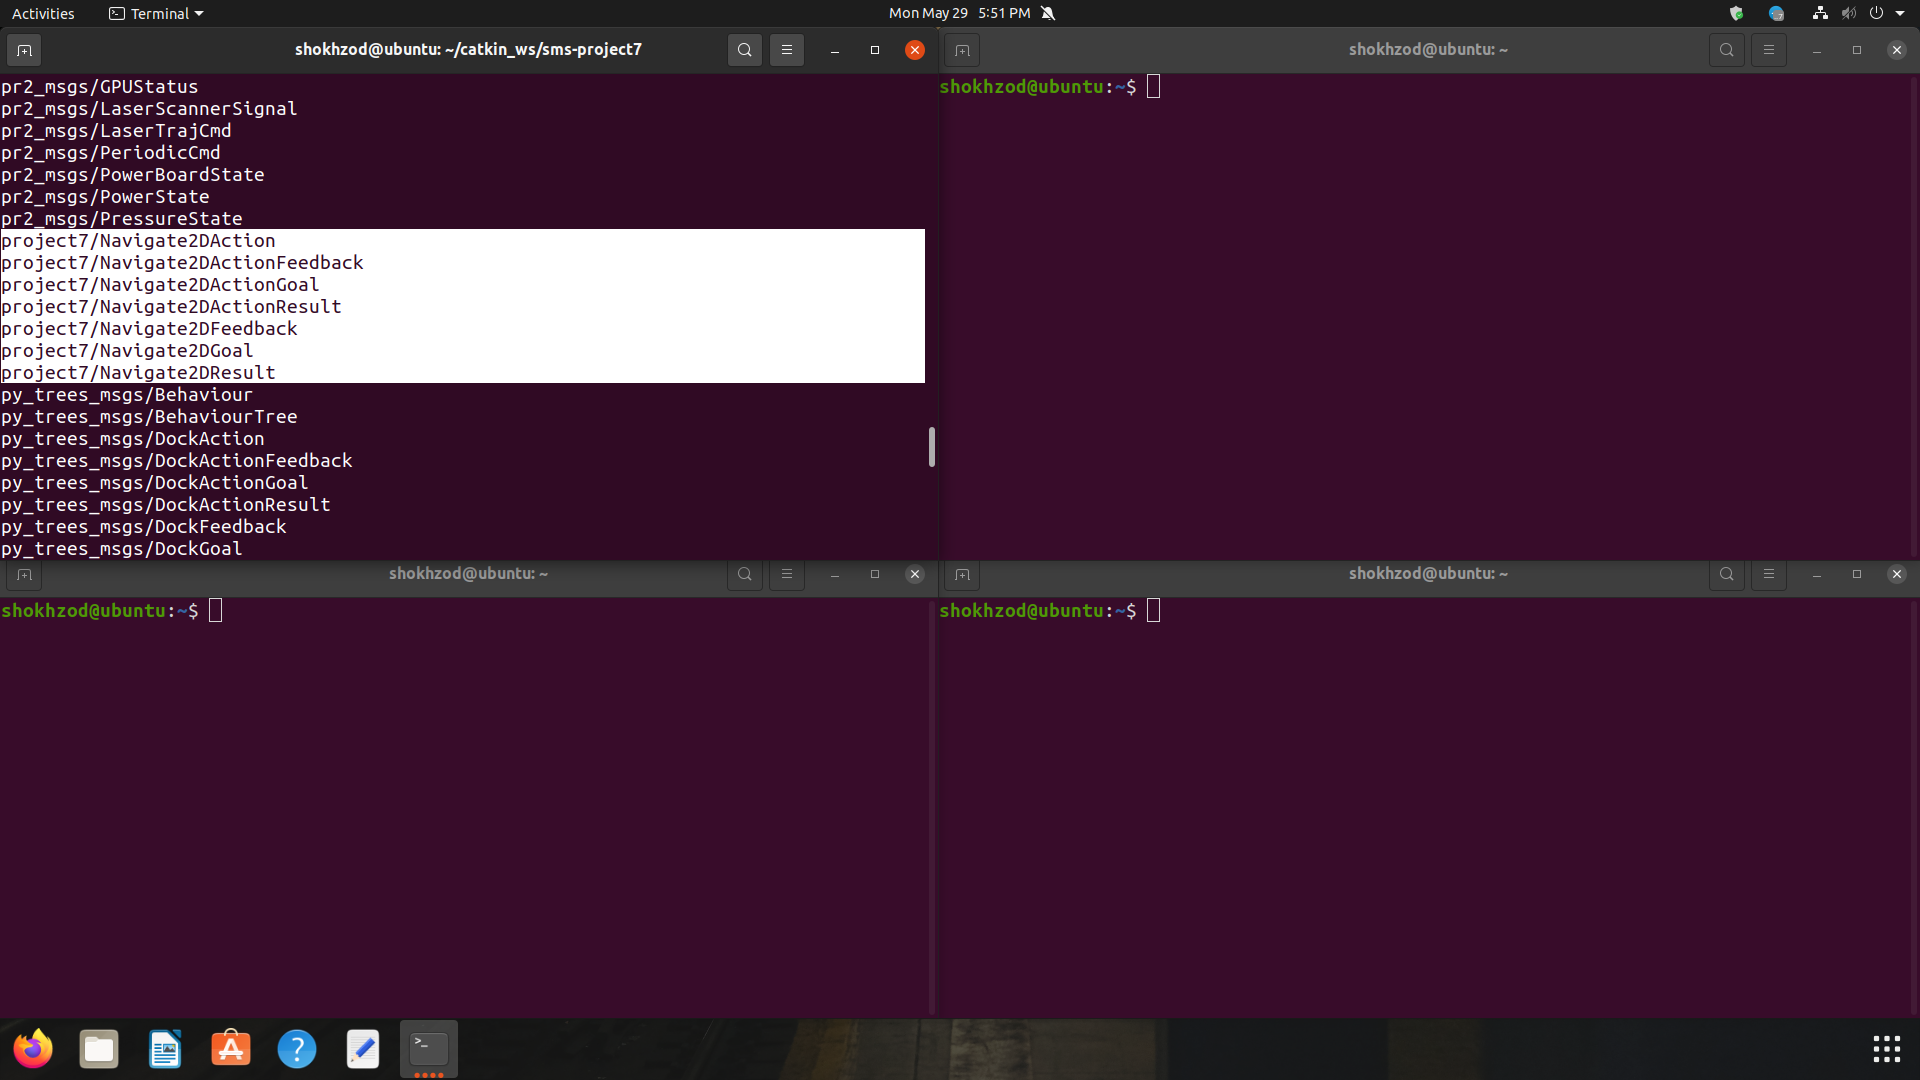 Activities
Terminal
Mon May 29 5:51 PM
shokhzod@ubuntu: ~/catkin_ws/sms-project7
pr2_msgs/GPUStatus
pr2_msgs/LaserScannerSignal
pr2_msgs/LaserTrajCmd
pr2_msgs/PeriodicCmd
pr2_msgs/PowerBoardState
pr2_msgs/PowerState
pr2_msgs/PressureState
project7/Navigate2DAction
project7/Navigate2DActionFeedback
project7/Navigate2DActionGoal
project7/Navigate2DActionResult
project7/Navigate2DFeedback
project7/Navigate2DGoal
project7/Navigate2DResult
py_trees_msgs/Behaviour
py_trees_msgs/BehaviourTree
py_trees_msgs/DockAction
py_trees_msgs/DockActionFeedback
py_trees_msgs/DockActionGoal
py_trees_msgs/DockActionResult
py_trees_msgs/DockFeedback
py_trees_msgs/DockGoal
shokhzod@ubuntu: ~
shokhzod@ubuntu:~$
shokhzod@ubuntu: ~
shokhzod@ubuntu:~$
shokhzod@ubuntu: ~
shokhzod@ubuntu:~$